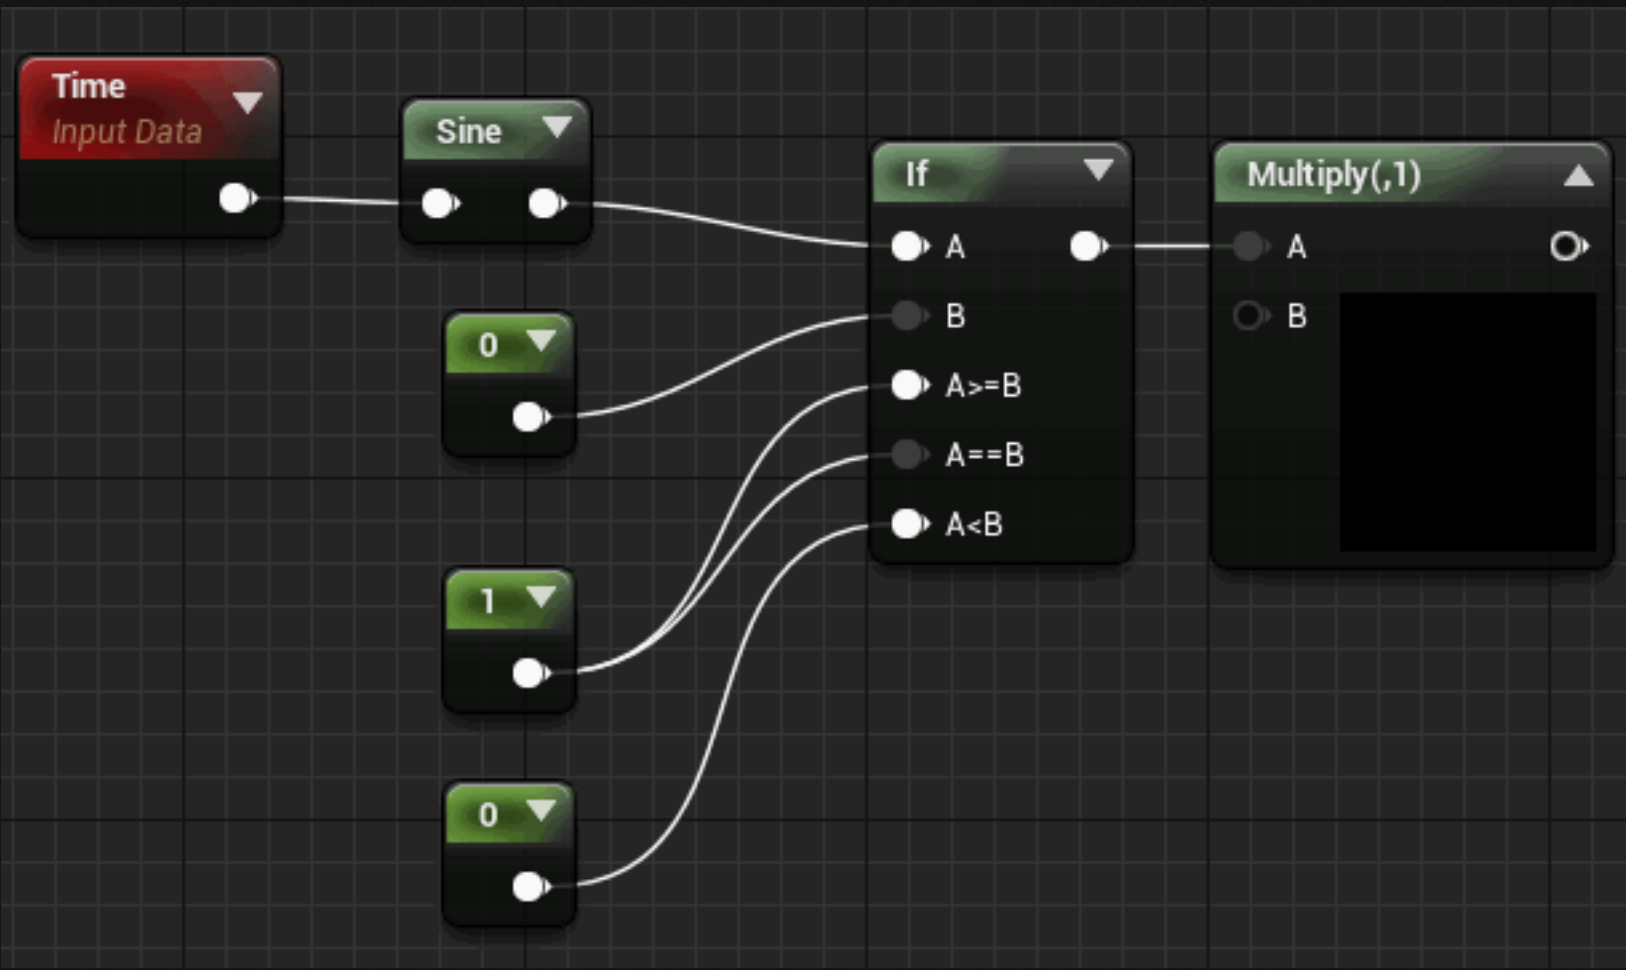 Time
Input Data
Sine
0
1
0
If
A
B
A>=B
A==B
A<B
Multiply(,1)
A
B